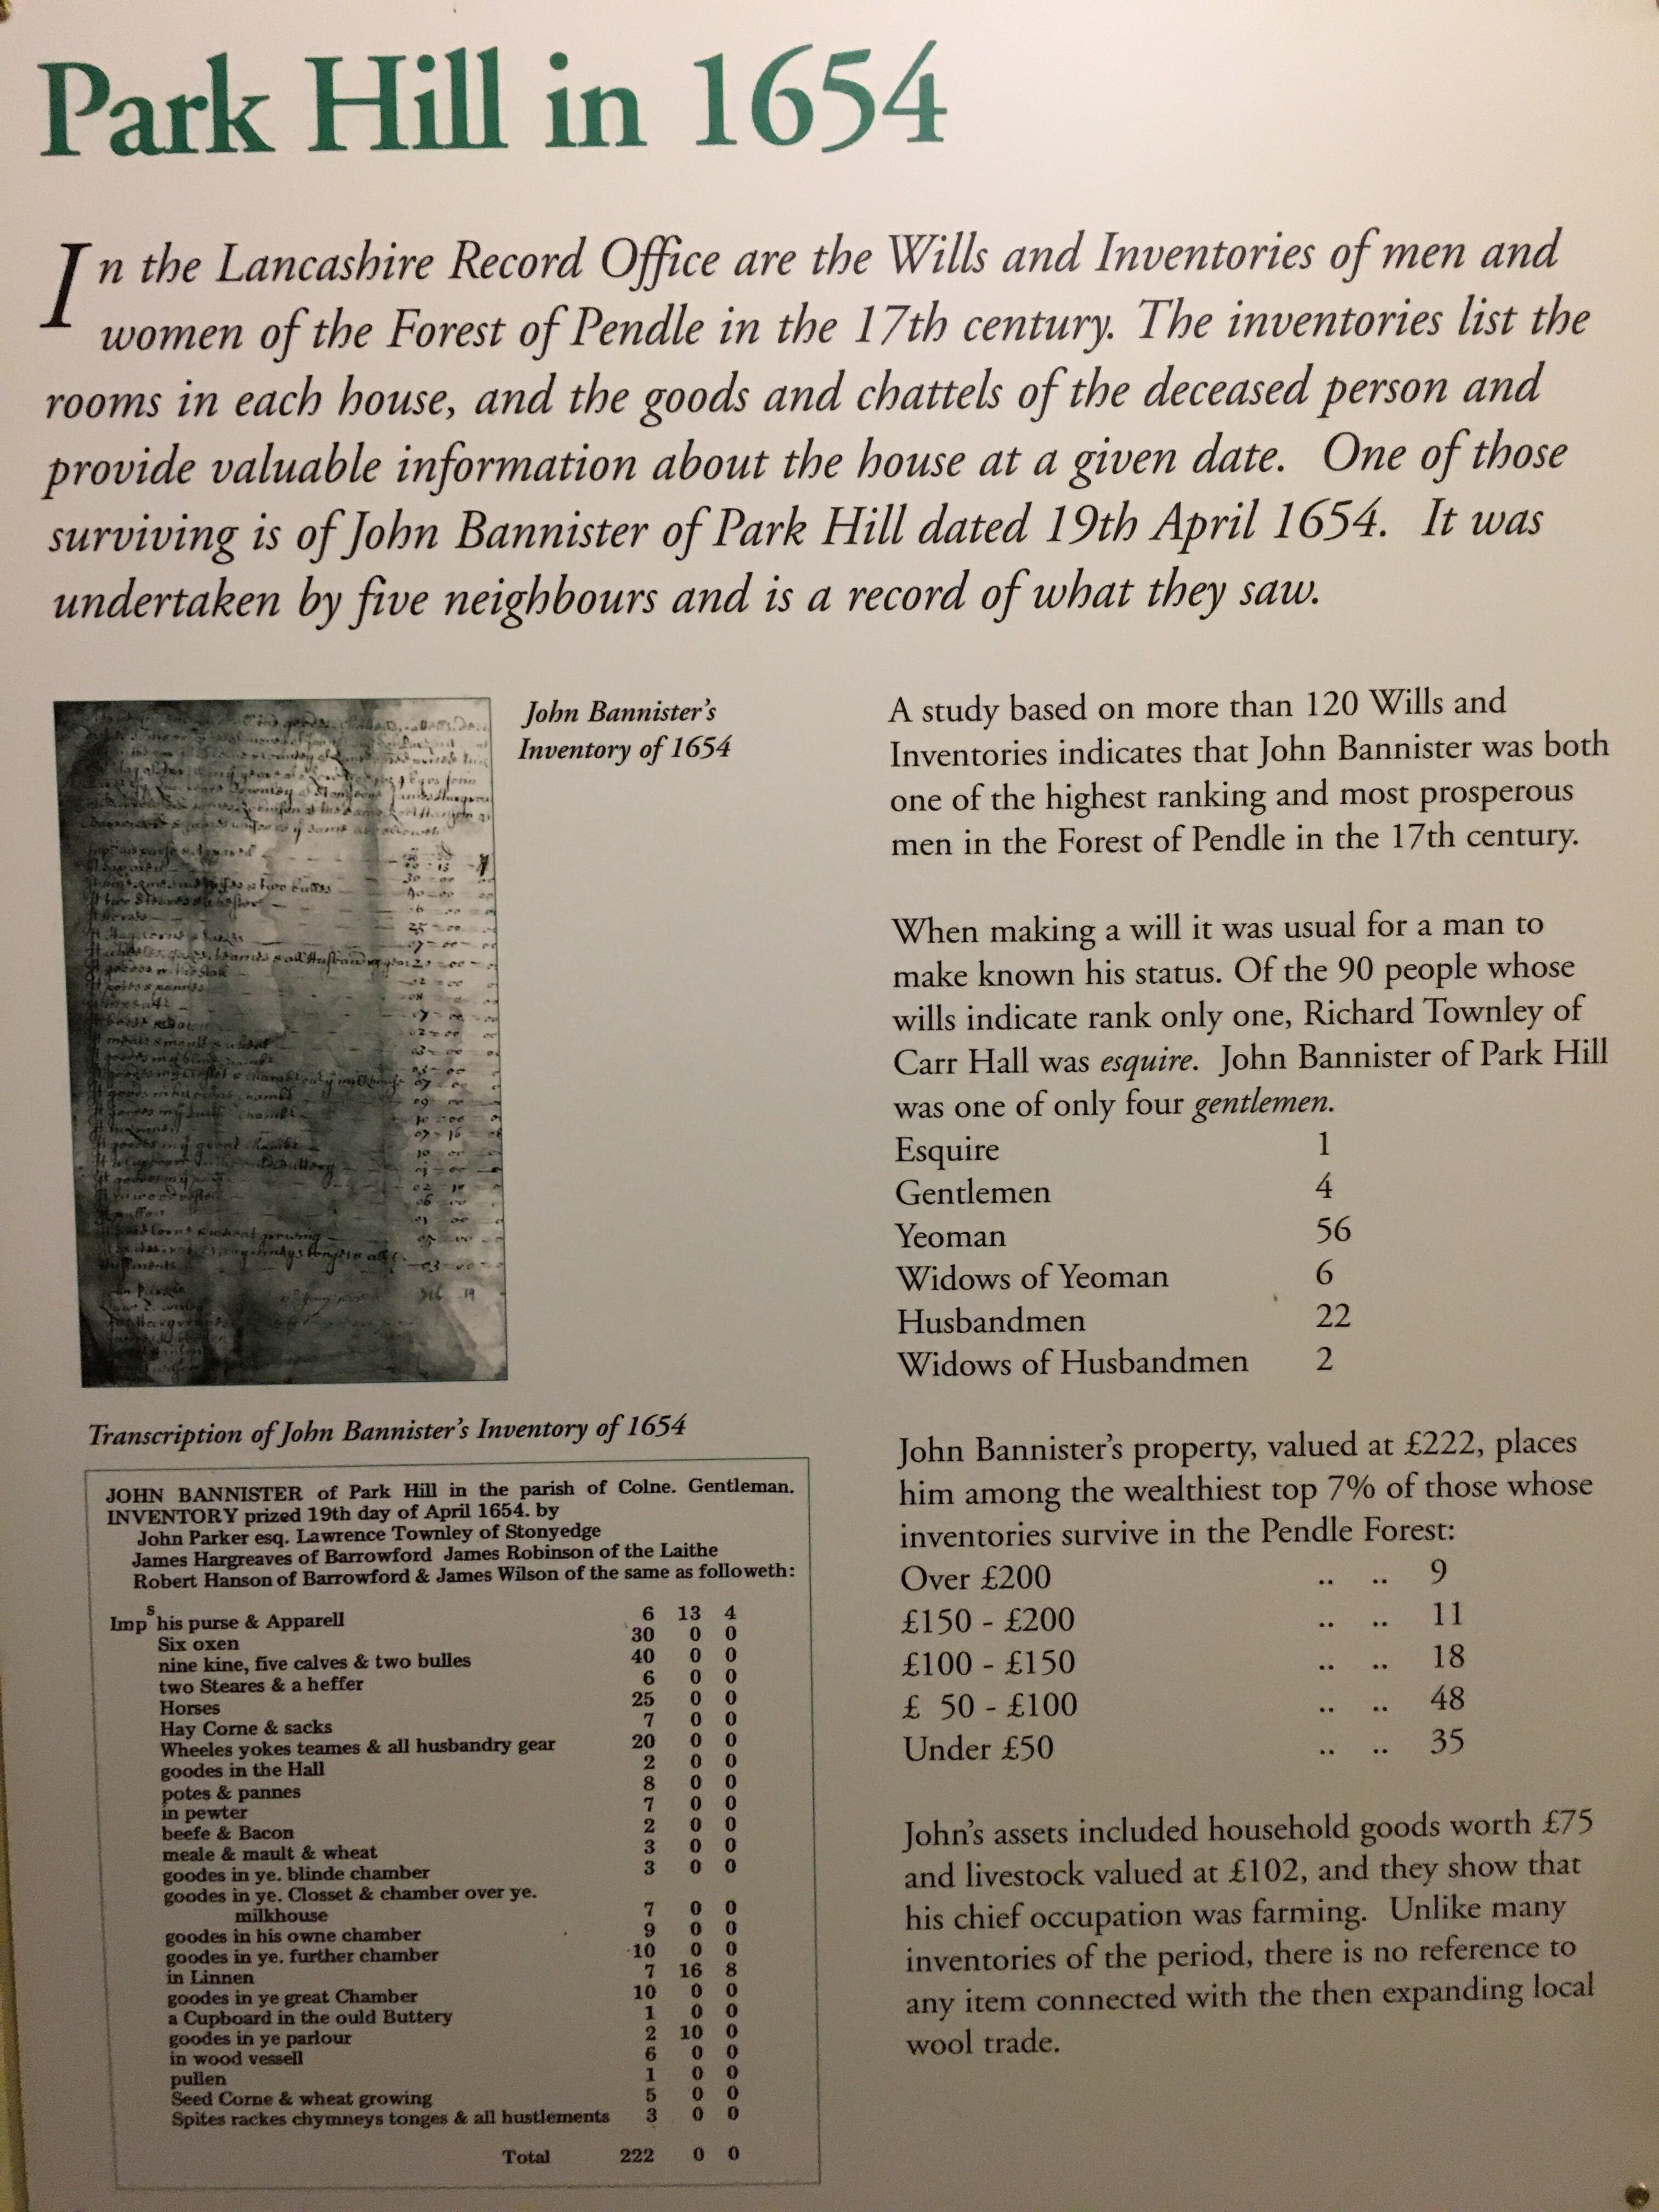 Park Hill in 1654
In the Lancashire Record Office are the Wills and Inventories of men and
women of the Forest of Pendle in the 17th century. The inventories list the
rooms in each house, and the goods and chattels of the deceased person and
provide valuable information about the house at a given date. One of those
surviving is of John Bannister of Park Hill dated 19th April 1654. It was
undertaken by five neighbours and is a record of what they saw.
John Bannister's
Inventory of 1654
Transcription of John Bannister's Inventory of 1654
JOHN BANNISTER of Park Hill in the parish of Colne. Gentleman.
INVENTORY prized 19th day of April 1654. by
John Parker esq. Lawrence Townley of Stonyedge
James Hargreaves of Barrowford James Robinson of the Laithe
Robert Hanson of Barrowford & James Wilson of the same as followeth:
Imps his purse & Apparell 6 13 4
Six oxen 30 0 0
nine kine, five calves & two bulles 40 0 0
two Steares & a heffer 6 0 0
Horses 25 0 0
Hay Corne & sacks 7 0 0
Wheeles yokes teames & all husbandry gear 20 0 0
goodes in the Hall 2 0 0
potes & pannes 8 0 0
in pewter 7 0 0
beefe & Bacon 2 0 0
meale & mault & wheat 3 0 0
goodes in ye. blinde chamber 3 0 0
goodes in ye. Closset & chamber over ye.
milkhouse 7 0 0
goodes in his owne chamber 9 0 0
goodes in ye. further chamber 10 0 0
in Linnen 7 16 8
goodes in ye great Chamber 10 0 0
a Cupboard in the ould Buttery 1 0 0
goodes in ye parlour 2 10 0
in wood vessell 6 0 0
pullen 1 0 0
Seed Corne & wheat growing 5 0 0
Spites rackes chymneys tonges & all hustlements 3 0 0
Total 222 0 0
A study based on more than 120 Wills and
Inventories indicates that John Bannister was both
one of the highest ranking and most prosperous
men in the Forest of Pendle in the 17th century.
When making a will it was usual for a man to
make known his status. Of the 90 people whose
wills indicate rank only one, Richard Townley of
Carr Hall was esquire. John Bannister of Park Hill
was one of only four gentlemen.
Esquire 1
Gentlemen 4
Yeoman 56
Widows of Yeoman 6
Husbandmen 22
Widows of Husbandmen 2
John Bannister's property, valued at £222, places
him among the wealthiest top 7% of those whose
inventories survive in the Pendle Forest:
Over £200 .. .. 9
£150 - £200 .. .. 11
£100 - £150 .. .. 18
£ 50 - £100 .. .. 48
Under £50 .. .. 35
John's assets included household goods worth £75
and livestock valued at £102, and they show that
his chief occupation was farming. Unlike many
inventories of the period, there is no reference to
any item connected with the then expanding local
wool trade.